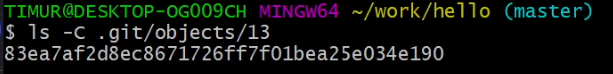 TIMUR@DESKTOP-OG009CH MINGW64 ~/work/hello (master)
$ ls -C .git/objects/13
83ea7af2d8ec8671726ff7f01bea25e034e190